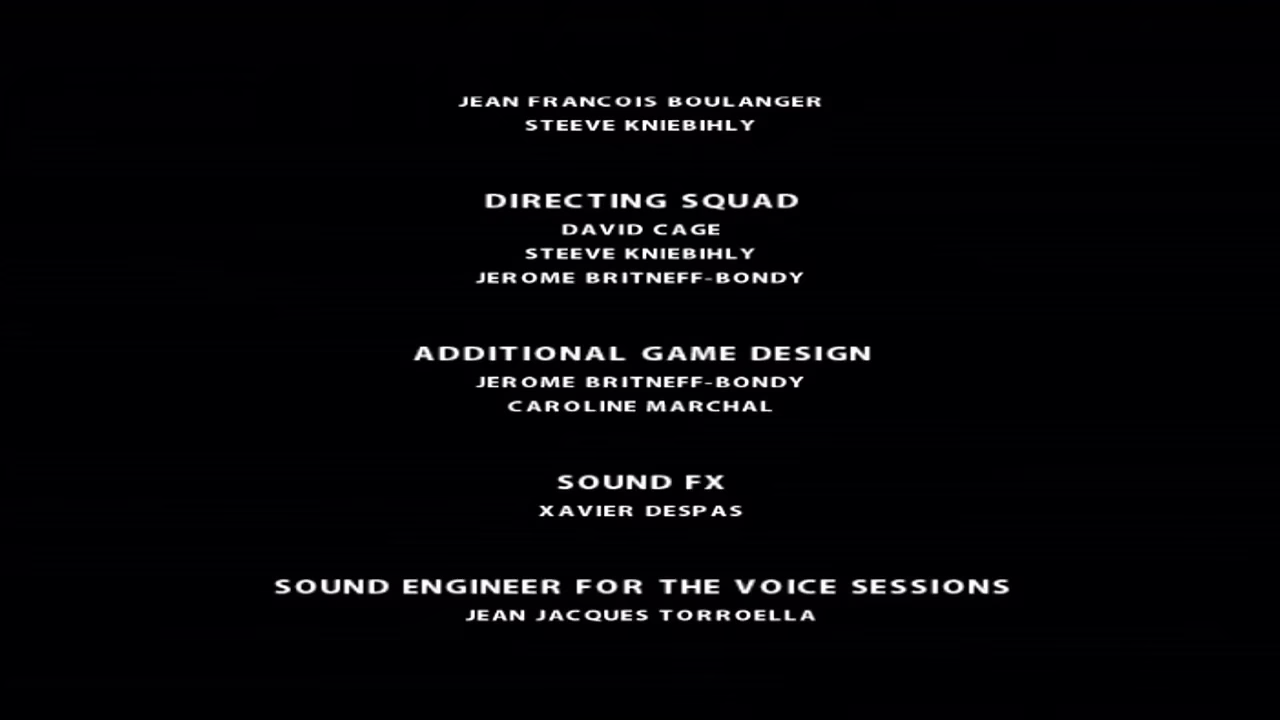 JEAN FRANCOIS BOULANGER
STEEVE KNIEBIHLY
DIRECTING SQUAD
DAVID CAGE
STEEVE KNIEBIHLY
JEROME BRITNEFF-BONDY
ADDITIONAL GAME DESIGN
JEROME BRITNEFF-BONDY
CAROLINE MARCHAL
SOUND FX
XAVIER DESPAS
SOUND ENGINEER FOR THE VOICE SESSIONS
JEAN JACQUES TORROELLA